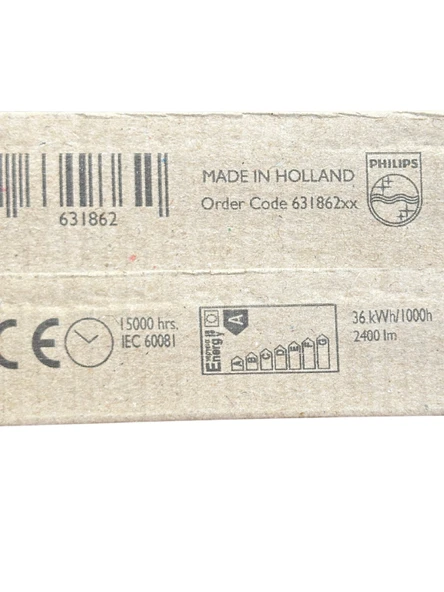 631862
MADE IN HOLLAND
Order Code 631862xx
PHILIPS
CE
15000 hrs.
IEC 60081
Energy
A
A B C D E F G
36 kWh/1000h
2400 lm